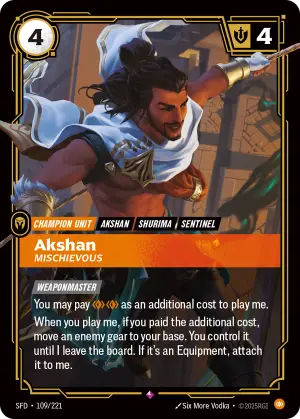 4
4
CHAMPION UNIT AKSHAN SHURIMA SENTINEL
Akshan
MISCHIEVOUS
WEAPONMASTER
You may pay as an additional cost to play me.
When you play me, if you paid the additional cost,
move an enemy gear to your base. You control it
until I leave the board. If it's an Equipment, attach
it to me.
SFD • 109/221
Six More Vodka • ©2025RGI